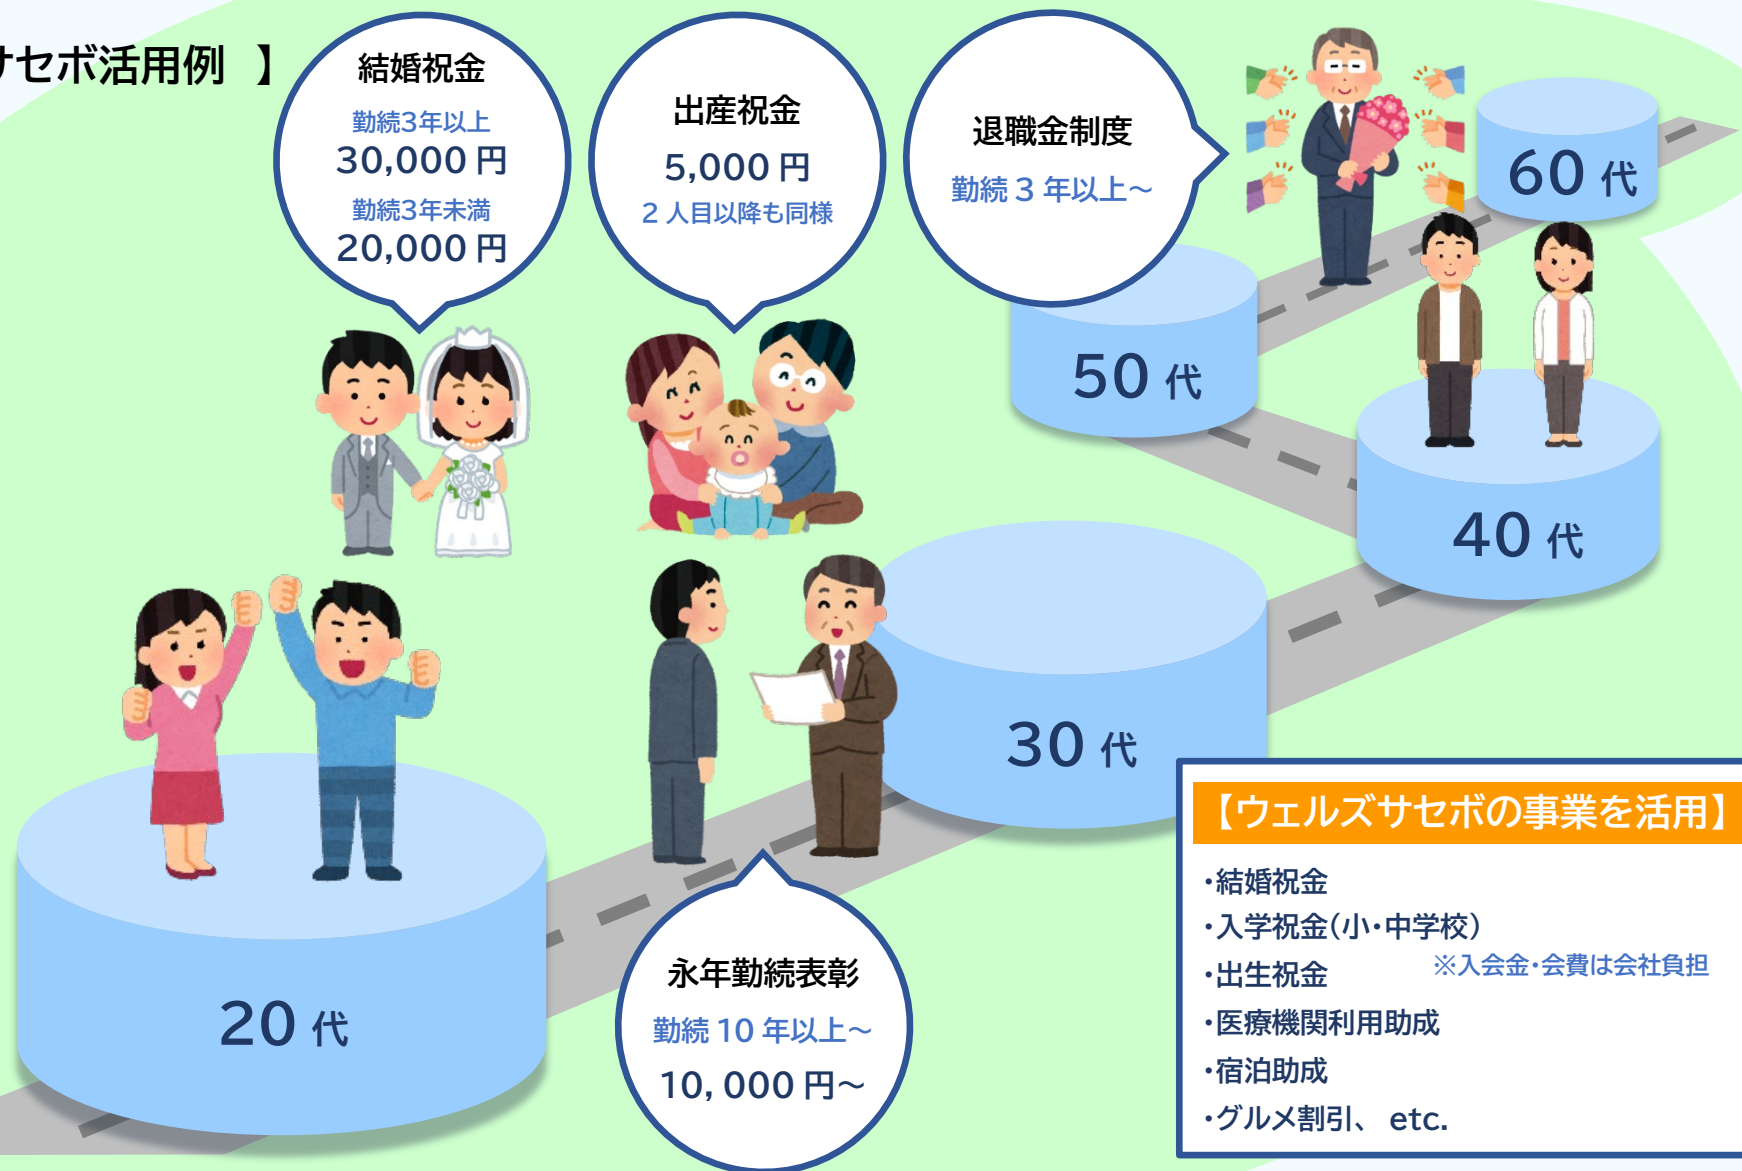 サセボ活用例 】
結婚祝金
勤続3年以上
30,000 円
勤続3年未満
20,000 円
出産祝金
5,000 円
2 人目以降も同様
退職金制度
勤続 3 年以上～
60 代
50 代
40 代
30 代
20 代
永年勤続表彰
勤続 10 年以上～
10, 000 円～
【ウェルズサセボの事業を活用】
・結婚祝金
・入学祝金(小・中学校)
・出生祝金
※入会金・会費は会社負担
・医療機関利用助成
・宿泊助成
・グルメ割引、 etc.